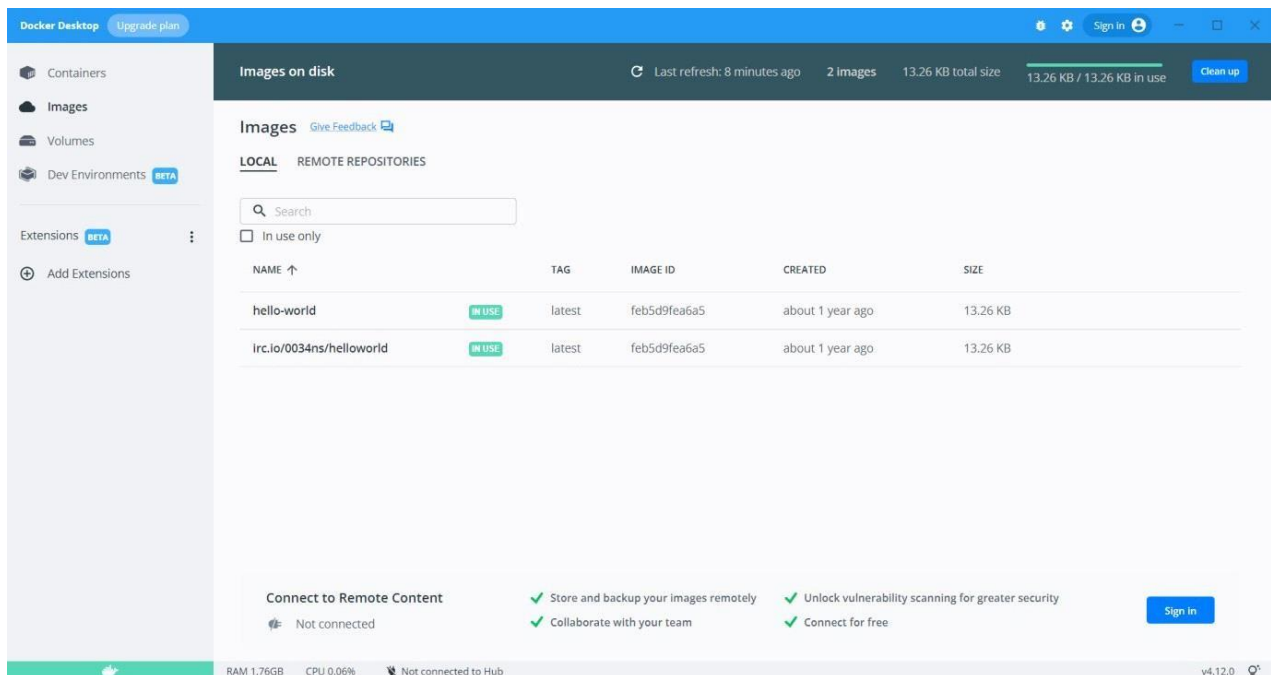 Docker Desktop Upgrade plan Sign in
Containers
Images
Volumes
Dev Environments BETA
Extensions BETA
Add Extensions
Images on disk Last refresh: 8 minutes ago 2 images 13.26 KB total size 13.26 KB / 13.26 KB in use Clean up
Images Give Feedback
LOCAL REMOTE REPOSITORIES
Search
In use only
NAME TAG IMAGE ID CREATED SIZE
hello-world IN USE latest feb5d9fea6a5 about 1 year ago 13.26 KB
irc.io/0034ns/helloworld IN USE latest feb5d9fea6a5 about 1 year ago 13.26 KB
Connect to Remote Content
Not connected
Store and backup your images remotely
Collaborate with your team
Unlock vulnerability scanning for greater security
Connect for free
Sign in
RAM 1.76GB CPU 0.06% Not connected to Hub v4.12.0